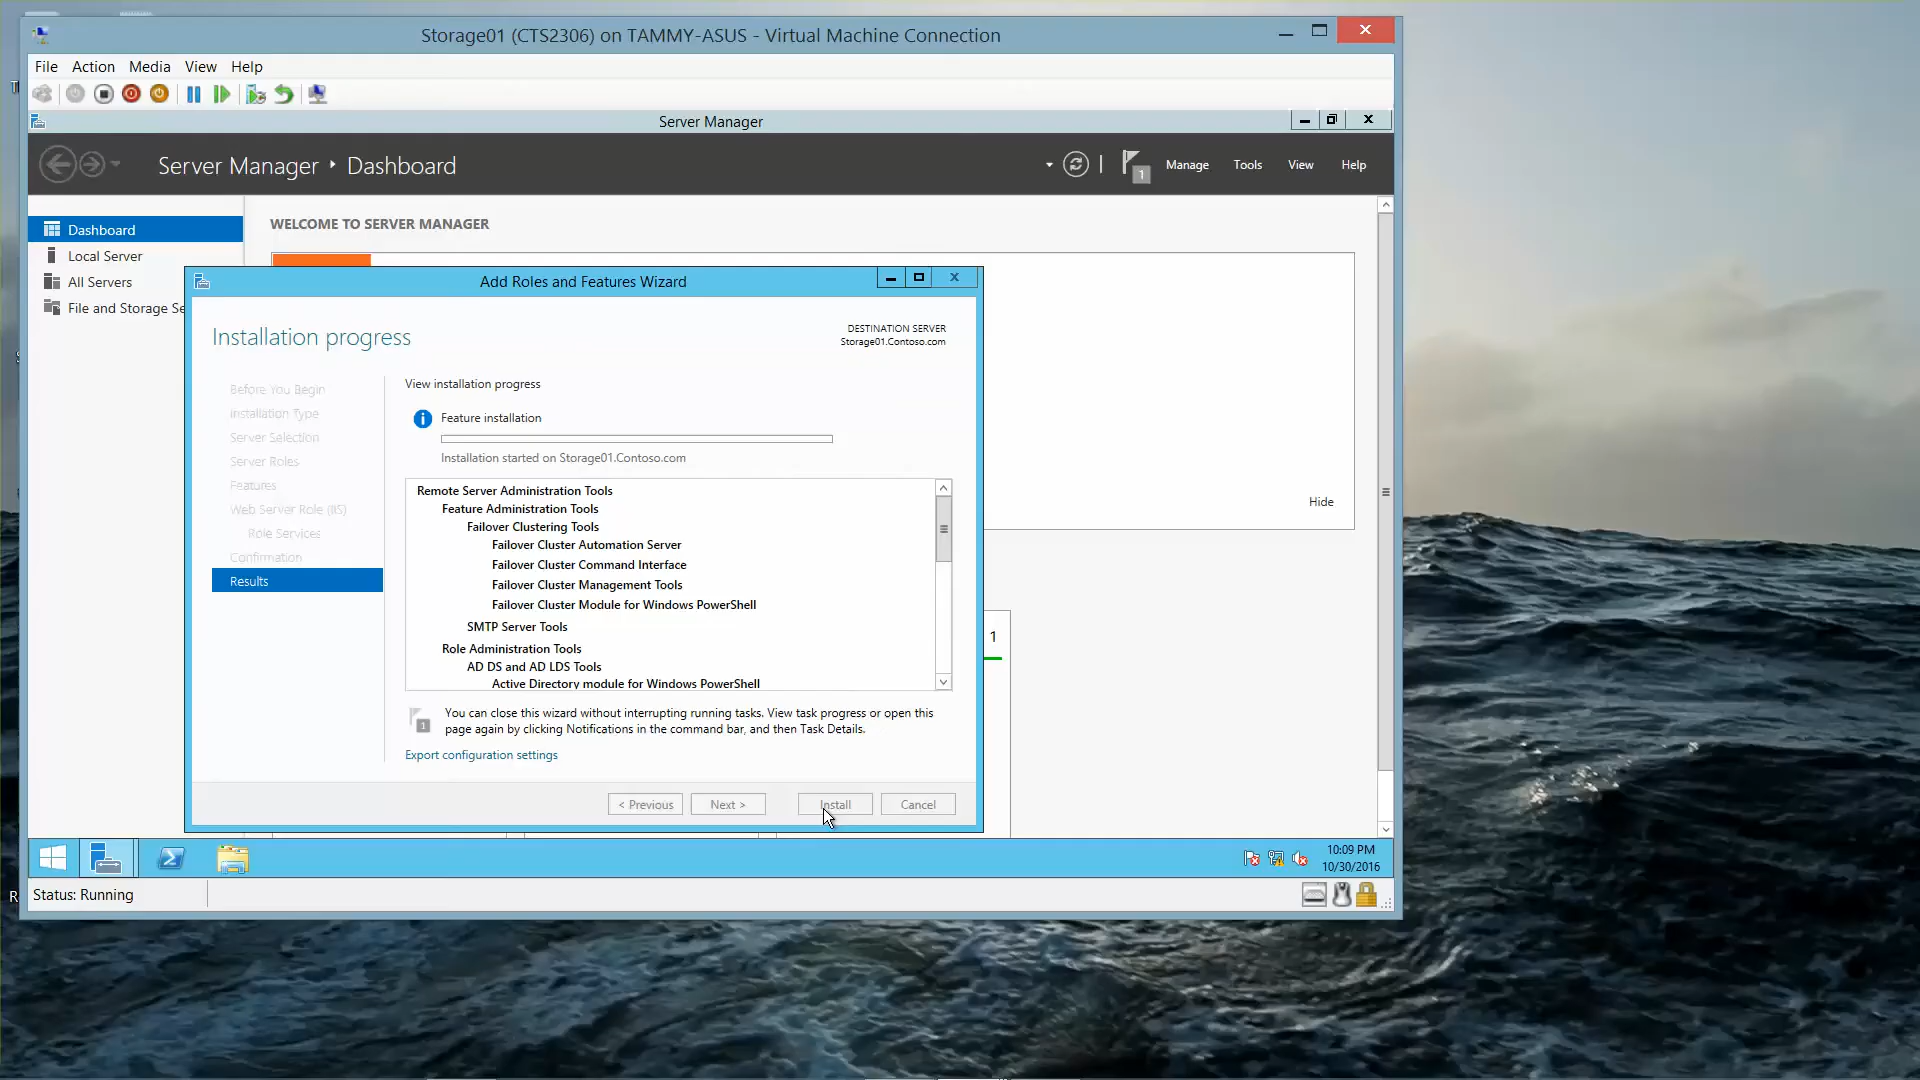 Storage01 (CTS2306) on TAMMY-ASUS - Virtual Machine Connection
File Action Media View Help
Server Manager
Server Manager ‣ Dashboard
1
Manage Tools View Help
Dashboard
Local Server
All Servers
File and Storage Se
WELCOME TO SERVER MANAGER
Hide
1
Add Roles and Features Wizard
Installation progress
DESTINATION SERVER
Storage01.Contoso.com
Before You Begin
Installation Type
Server Selection
Server Roles
Features
Web Server Role (IIS)
Role Services
Confirmation
Results
View installation progress
Feature installation
Installation started on Storage01.Contoso.com
Remote Server Administration Tools
Feature Administration Tools
Failover Clustering Tools
Failover Cluster Automation Server
Failover Cluster Command Interface
Failover Cluster Management Tools
Failover Cluster Module for Windows PowerShell
SMTP Server Tools
Role Administration Tools
AD DS and AD LDS Tools
Active Directory module for Windows PowerShell
1
You can close this wizard without interrupting running tasks. View task progress or open this
page again by clicking Notifications in the command bar, and then Task Details.
Export configuration settings
< Previous Next > Install Cancel
10:09 PM
10/30/2016
Status: Running